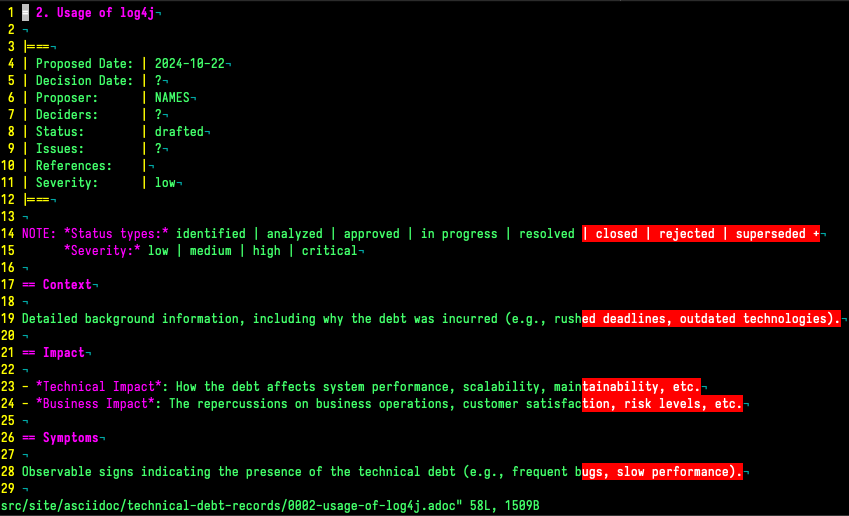 1 = 2. Usage of log4j¬
2 ¬
3 |===¬
4 | Proposed Date: | 2024-10-22¬
5 | Decision Date: | ?¬
6 | Proposer:      | NAMES¬
7 | Deciders:      | ?¬
8 | Status:        | drafted¬
9 | Issues:        | ?¬
10 | References:    |¬
11 | Severity:      | low¬
12 |===¬
13 ¬
14 NOTE: *Status types:* identified | analyzed | approved | in progress | resolved | closed | rejected | superseded +¬
15      *Severity:* low | medium | high | critical¬
16 ¬
17 == Context¬
18 ¬
19 Detailed background information, including why the debt was incurred (e.g., rushed deadlines, outdated technologies).¬
20 ¬
21 == Impact¬
22 ¬
23 - *Technical Impact*: How the debt affects system performance, scalability, maintainability, etc.¬
24 - *Business Impact*: The repercussions on business operations, customer satisfaction, risk levels, etc.¬
25 ¬
26 == Symptoms¬
27 ¬
28 Observable signs indicating the presence of the technical debt (e.g., frequent bugs, slow performance).¬
29 ¬
src/site/asciidoc/technical-debt-records/0002-usage-of-log4j.adoc" 58L, 1509B